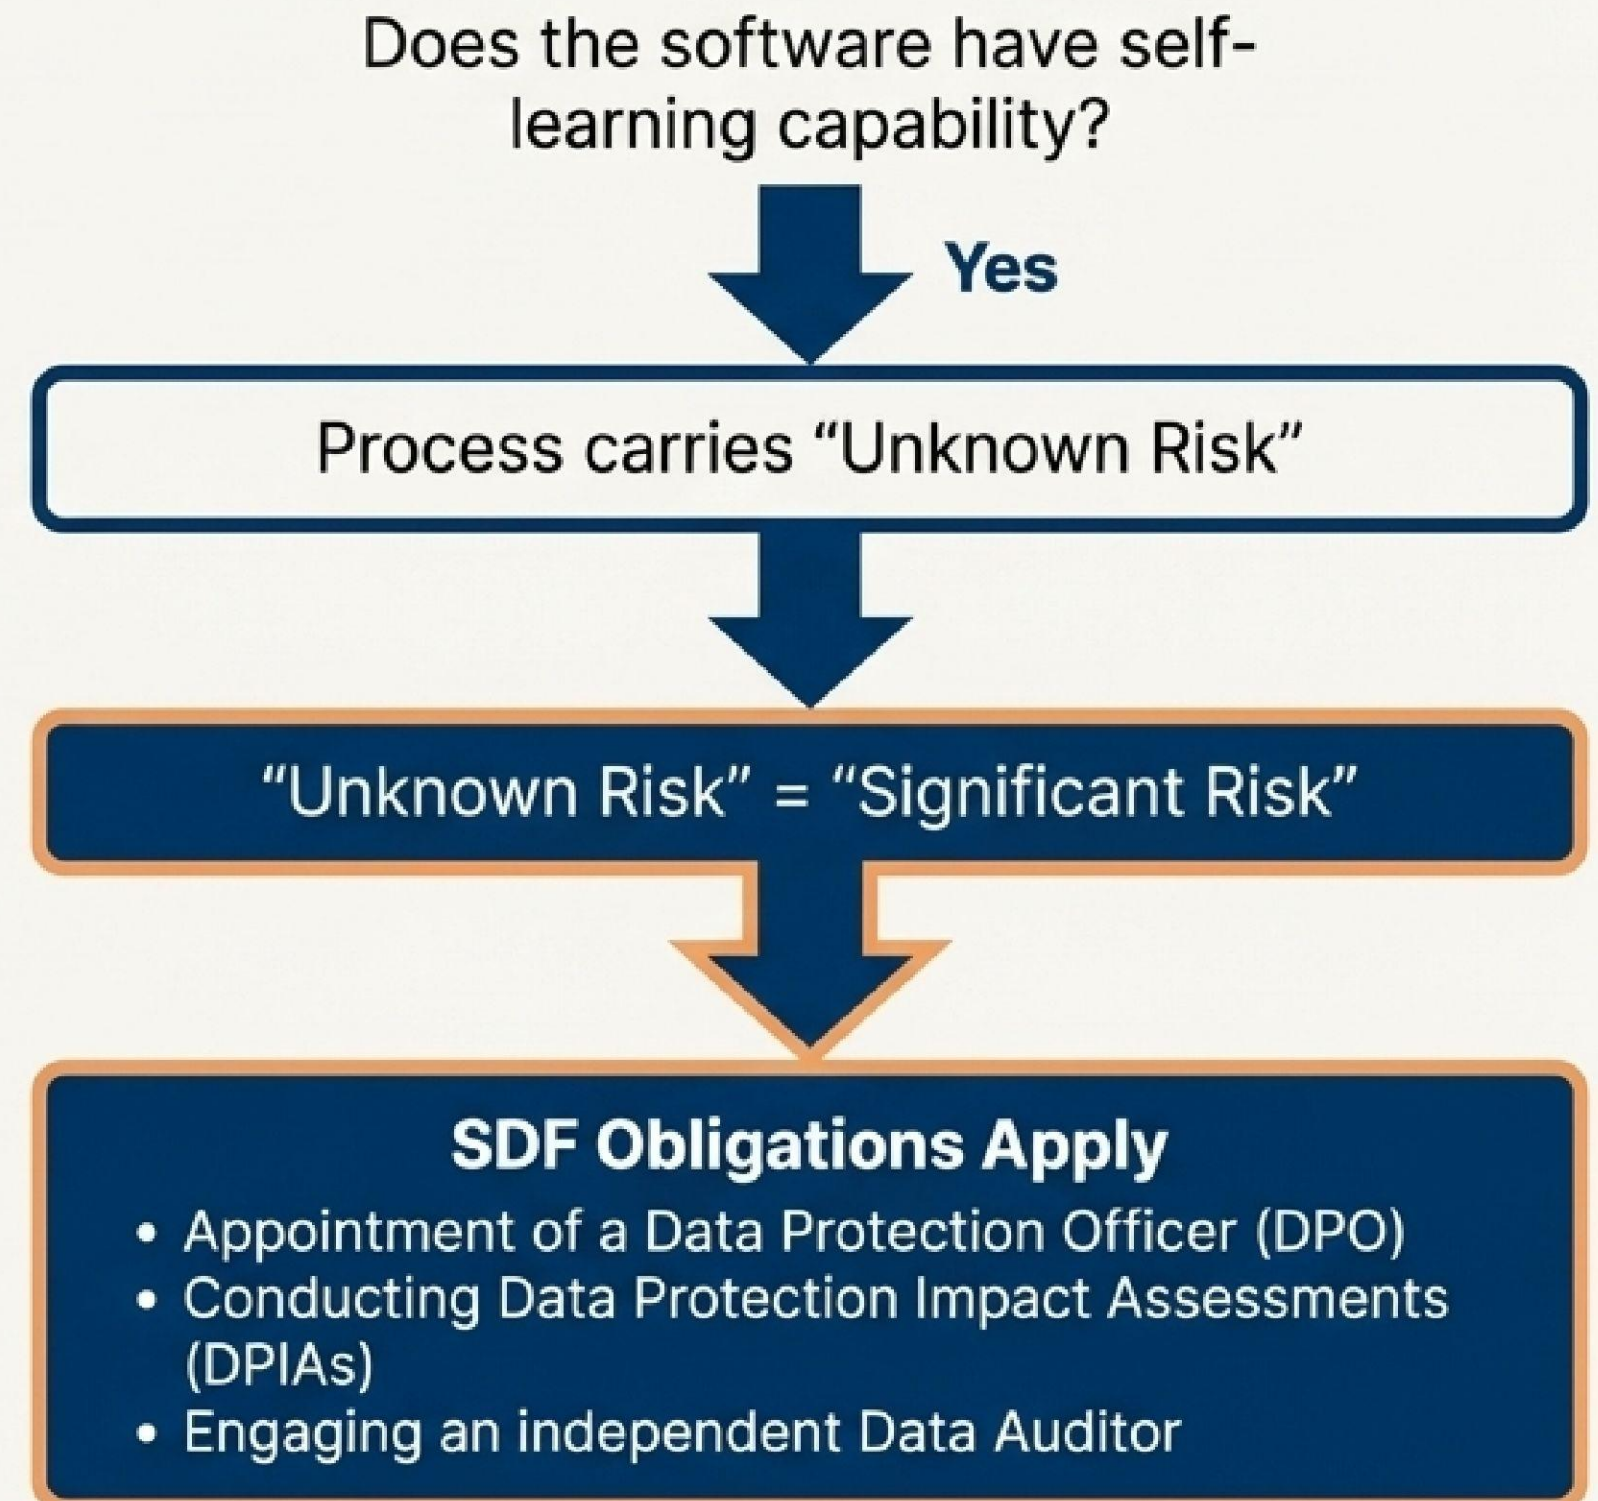 Does the software have self-
learning capability?
Yes
Process carries “Unknown Risk”
“Unknown Risk” = “Significant Risk”
SDF Obligations Apply
• Appointment of a Data Protection Officer (DPO)
• Conducting Data Protection Impact Assessments
(DPIAs)
• Engaging an independent Data Auditor